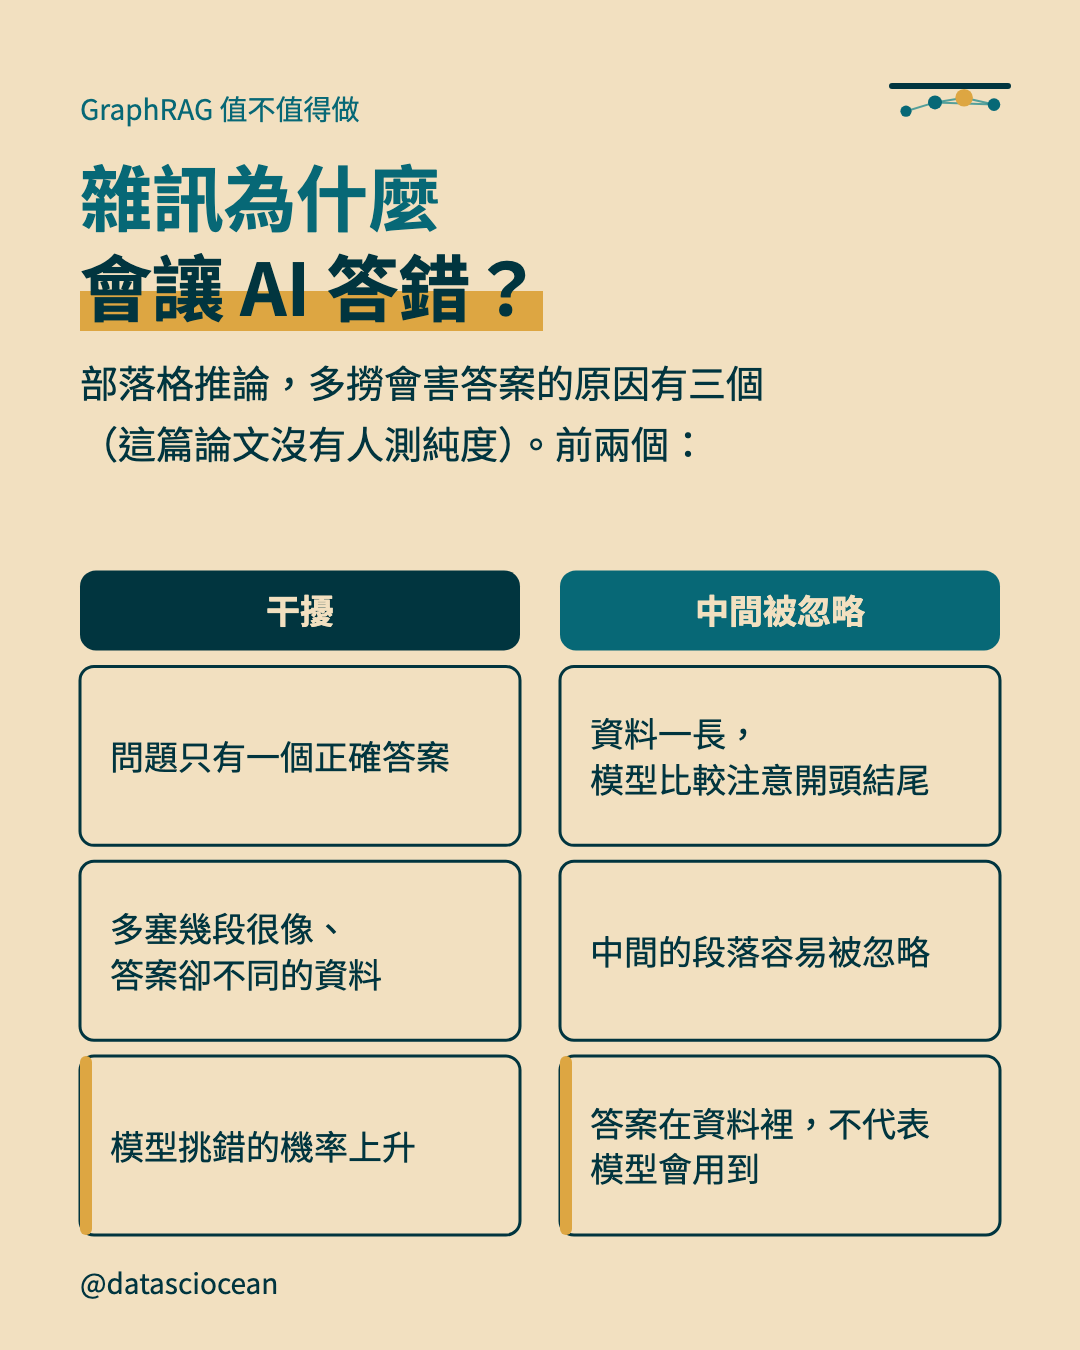 GraphRAG 值不值得做
雜訊為什麼
會讓 AI 答錯？
部落格推論，多撈會害答案的原因有三個
（這篇論文沒有人測純度）。前兩個：
干擾
問題只有一個正確答案
多塞幾段很像、
答案卻不同的資料
模型挑錯的機率上升
中間被忽略
資料一長，
模型比較注意開頭結尾
中間的段落容易被忽略
答案在資料裡，不代表
模型會用到
@datasciocean